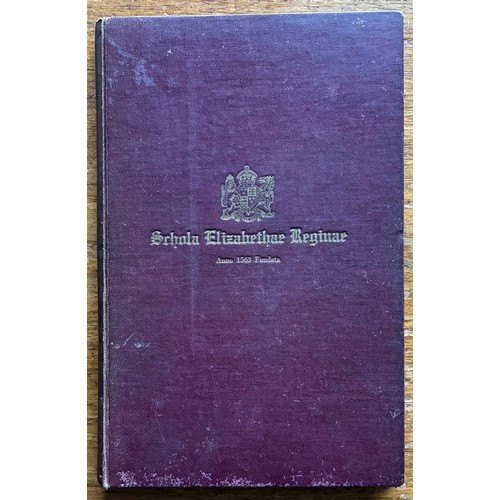 Schola Elizabethae Reginae
Anno 1563 Fundata